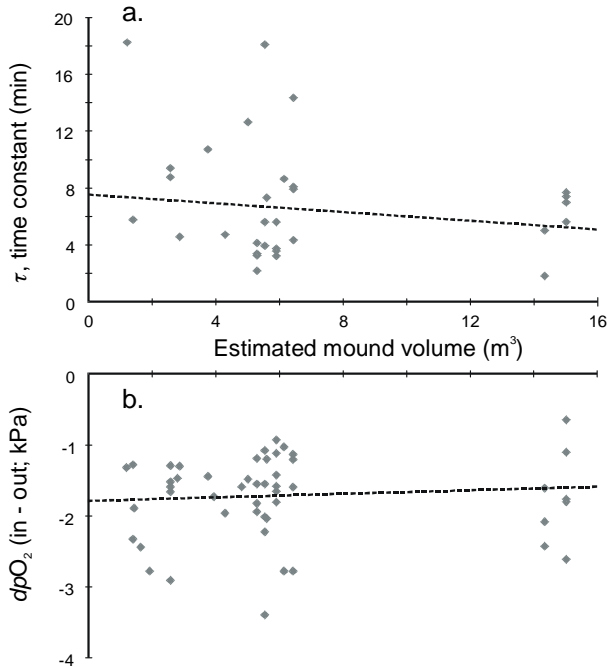 a.
20
16
12
8
4
0
τ, time constant (min)
0 4 8 12 16
Estimated mound volume (m³)
b.
0
-1
-2
-3
-4
dpO₂ (in - out; kPa)